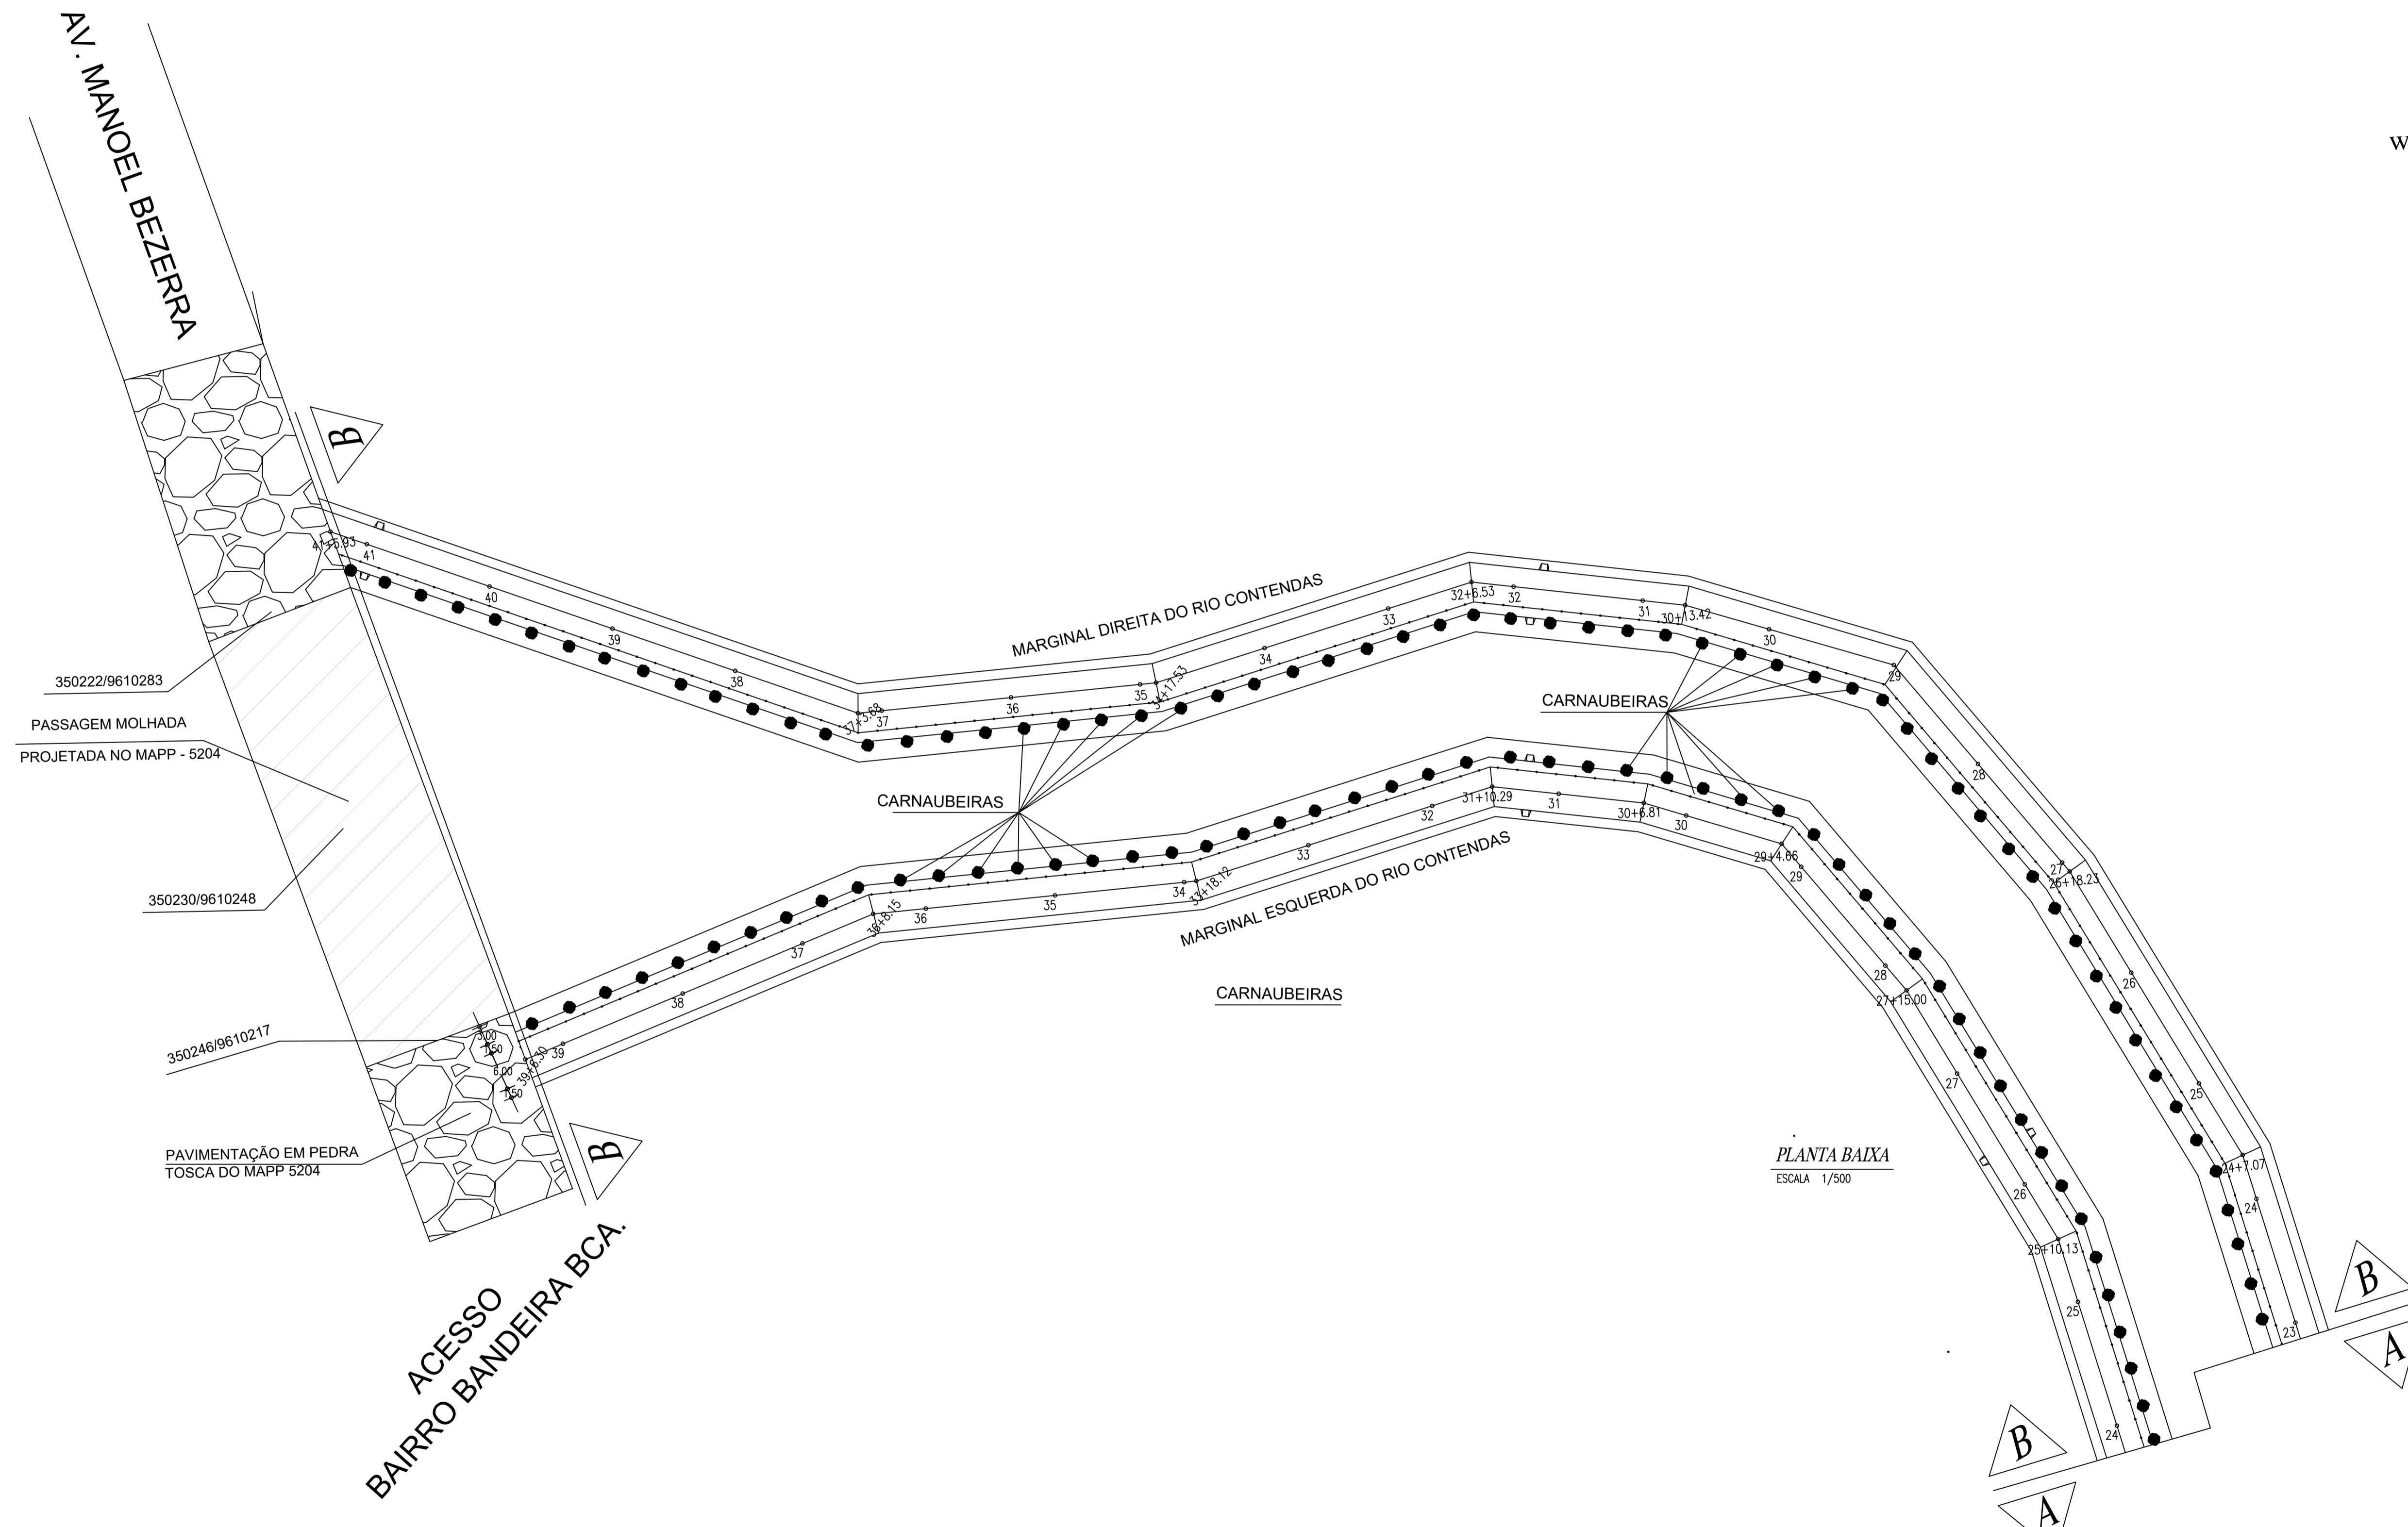 AV. MANOEL BEZERRA
W
B
41+5.93
41
40
39
38
37+3.68
37
36
35
34+17.53
34
33
32+6.53
32
31
30+13.42
30
29
28
27
26+18.23
26
25
24+7.07
24
23
MARGINAL DIREITA DO RIO CONTENDAS
CARNAUBEIRAS
CARNAUBEIRAS
350222/9610283
PASSAGEM MOLHADA
PROJETADA NO MAPP - 5204
350230/9610248
350246/9610217
PAVIMENTAÇÃO EM PEDRA
TOSCA DO MAPP 5204
3.00
1.50
6.00
1.50
39+6.30
39
38
37
36+8.15
36
35
34
33+18.12
33
32
31+10.29
31
30+6.81
30
29+4.66
29
28
27+15.00
27
26
25+10.13
25
24
MARGINAL ESQUERDA DO RIO CONTENDAS
CARNAUBEIRAS
PLANTA BAIXA
ESCALA 1/500
B
ACESSO
BAIRRO BANDEIRA BCA.
B
A
B
A